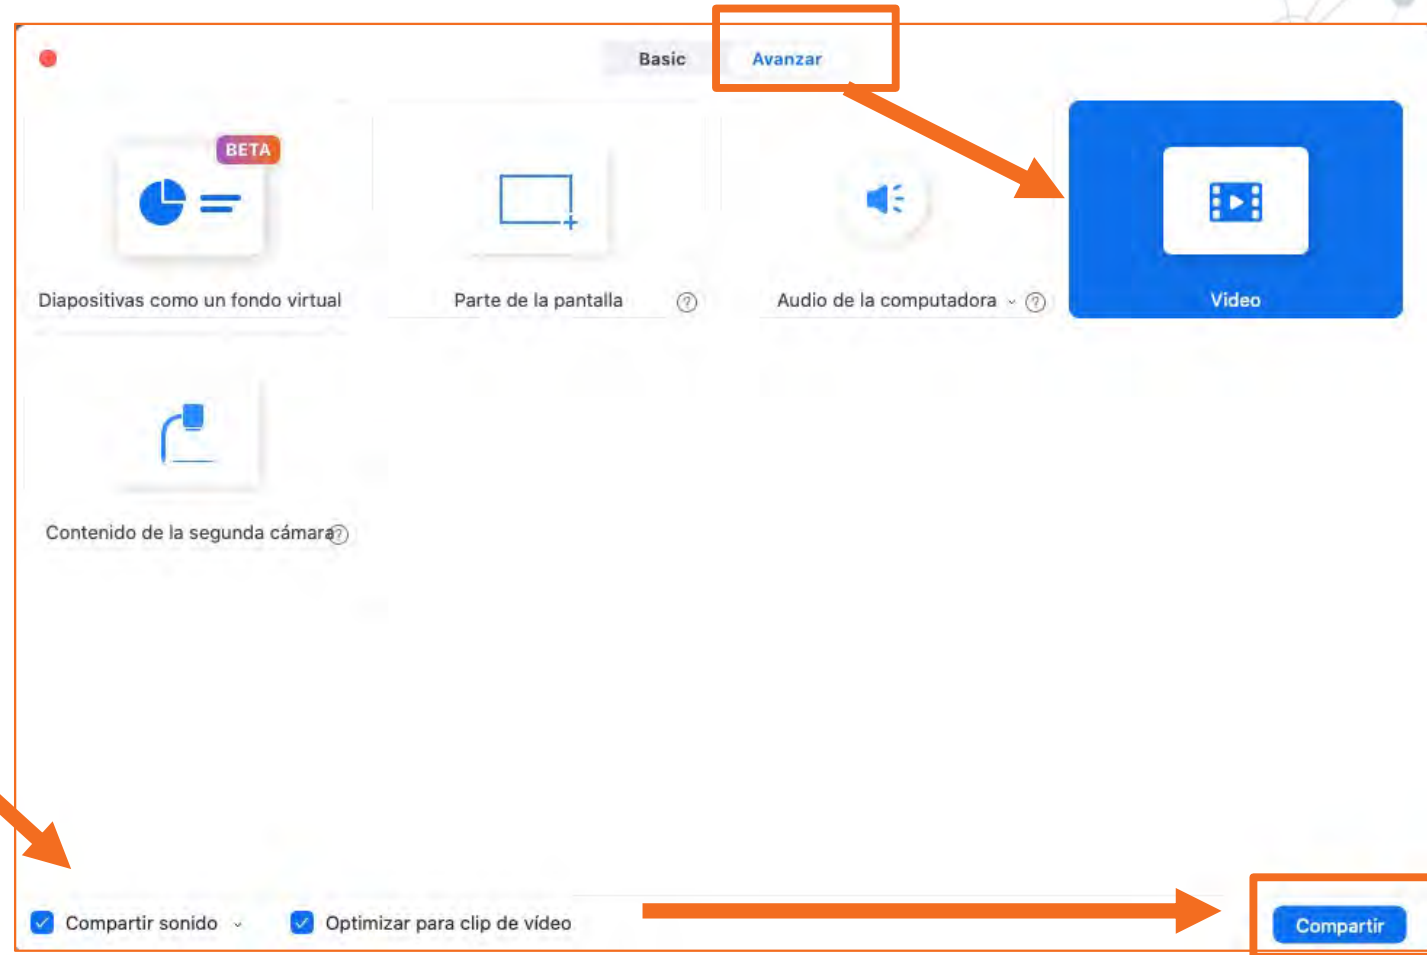 Basic
Avanzar
BETA
Diapositivas como un fondo virtual
Parte de la pantalla
Audio de la computadora
Video
Contenido de la segunda cámara
Compartir sonido
Optimizar para clip de vídeo
Compartir